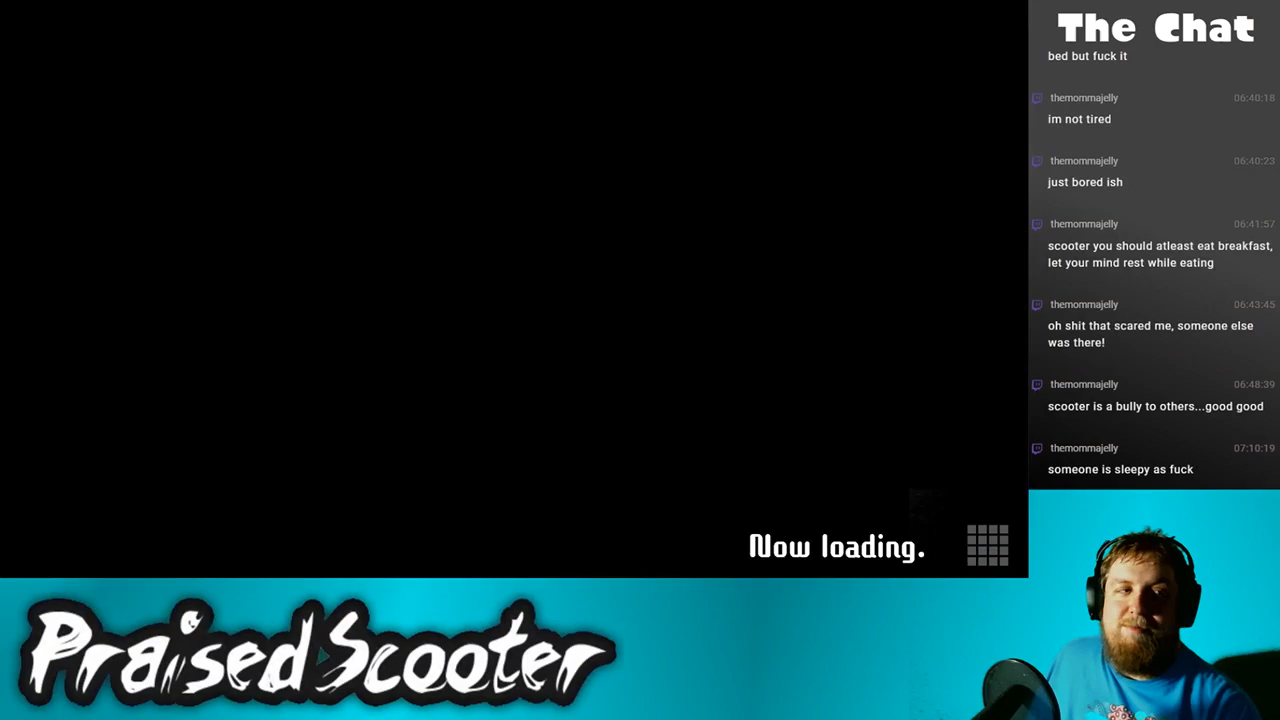 The Chat
bed but fuck it
themommajelly 06:40:18
im not tired
themommajelly 06:40:23
just bored ish
themommajelly 06:41:57
scooter you should atleast eat breakfast,
let your mind rest while eating
themommajelly 06:43:45
oh shit that scared me, someone else
was there!
themommajelly 06:48:39
scooter is a bully to others...good good
themommajelly 07:10:19
someone is sleepy as fuck
Now loading.
PraisedScooter